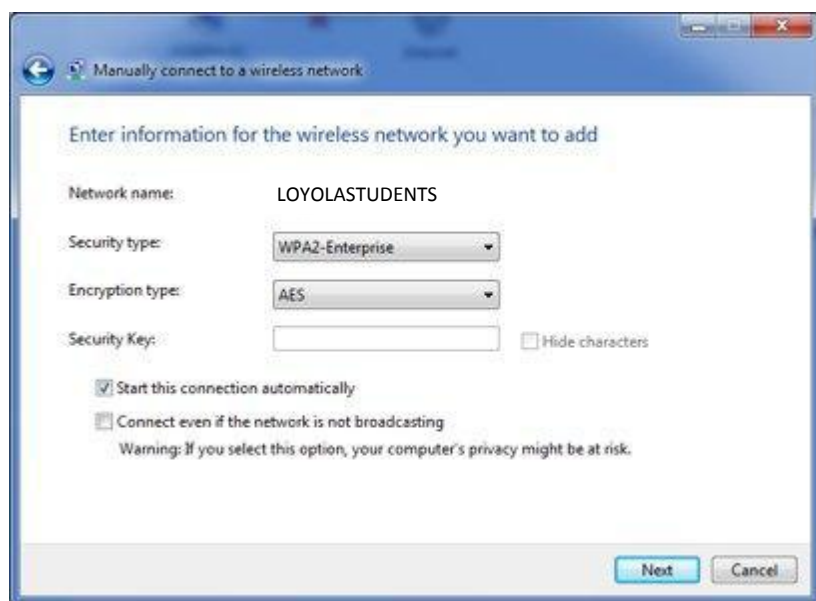 Manually connect to a wireless network
Enter information for the wireless network you want to add
Network name: LOYOLASTUDENTS
Security type: WPA2-Enterprise
Encryption type: AES
Security Key:
Hide characters
Start this connection automatically
Connect even if the network is not broadcasting
Warning: If you select this option, your computer's privacy might be at risk.
Next Cancel